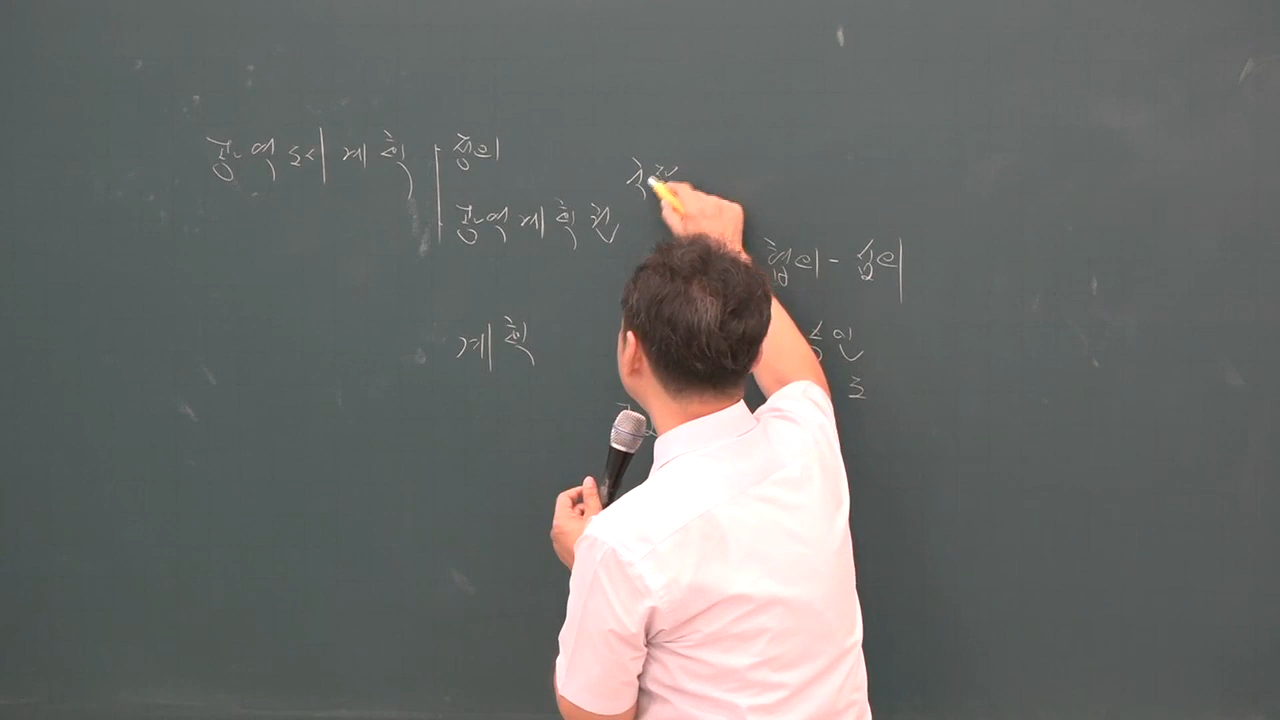 광역도시계획 정의
광역계획권
협의 - 심의
계획
승인
조